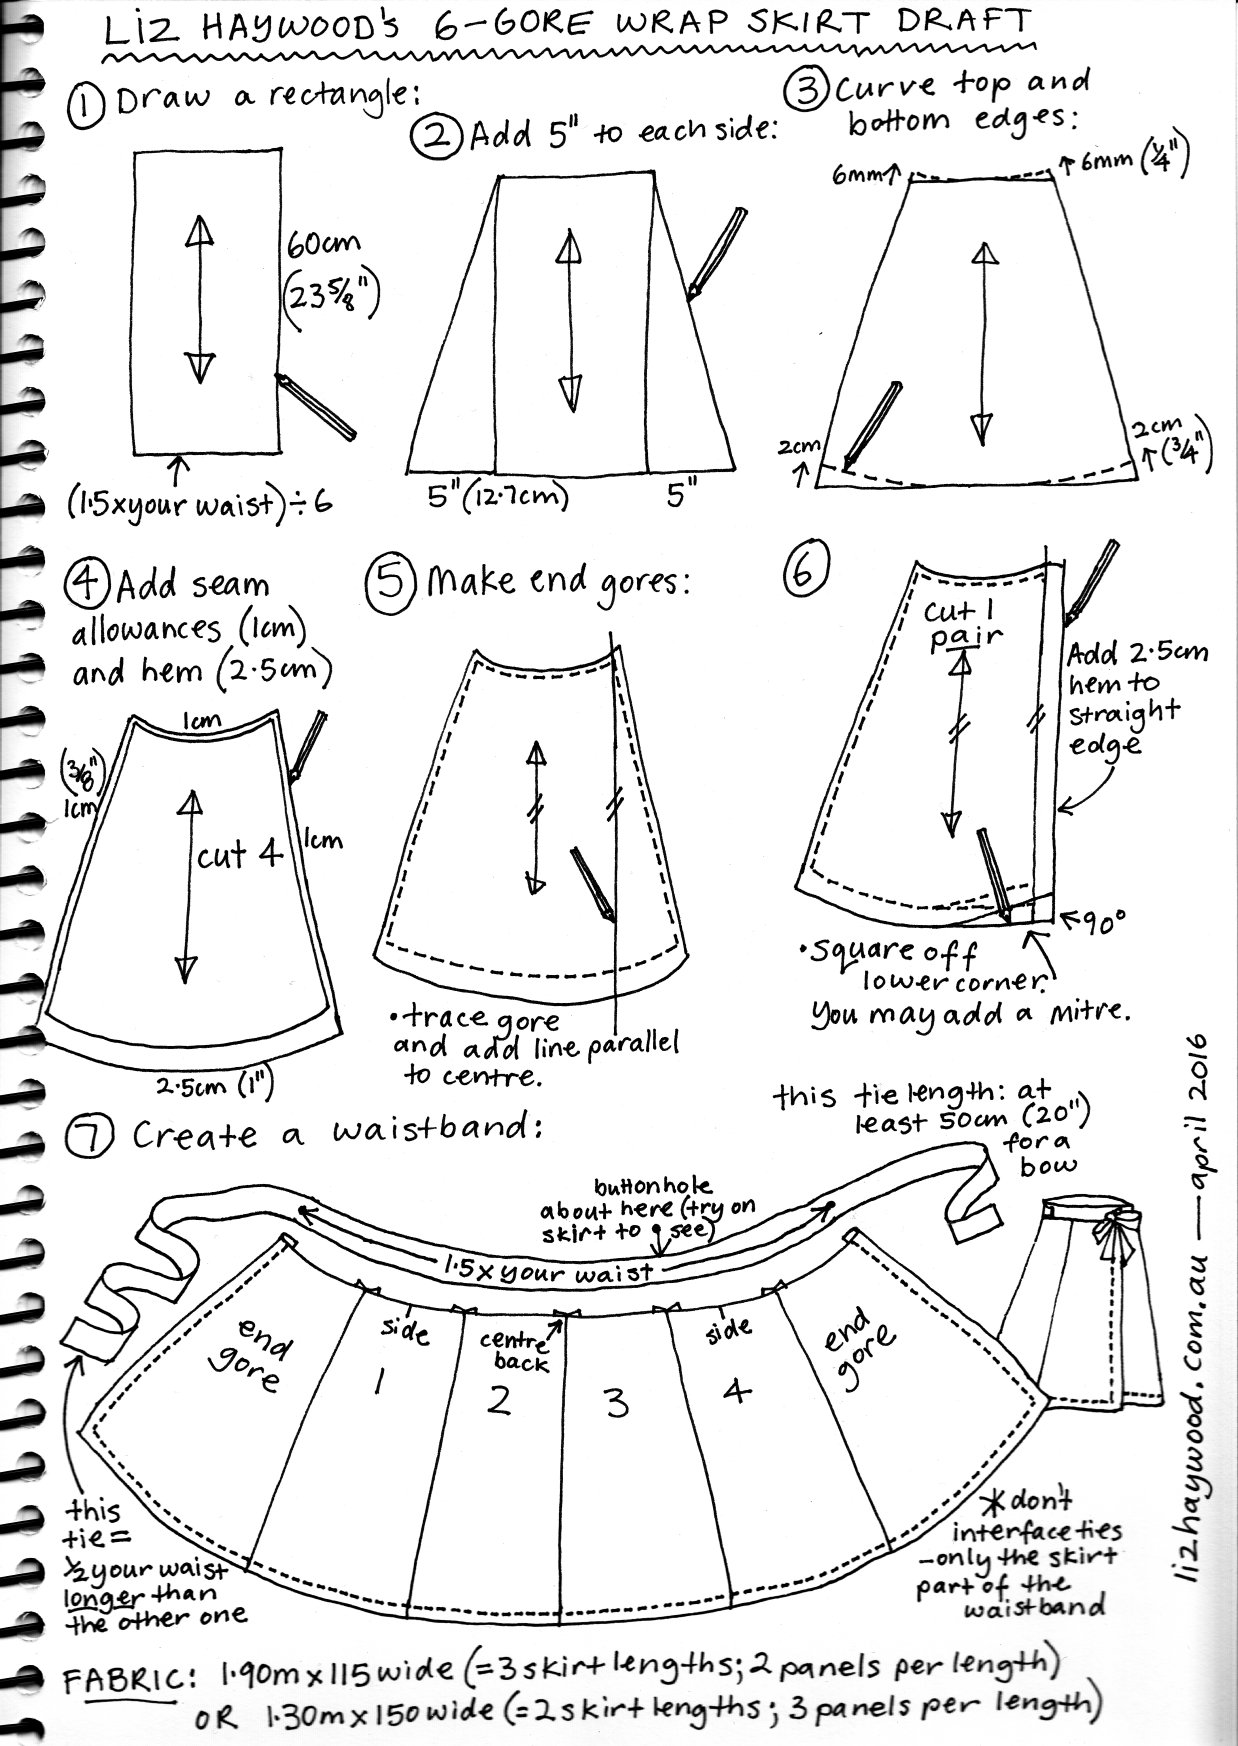 LIZ HAYWOOD'S 6-GORE WRAP SKIRT DRAFT
① Draw a rectangle:
60cm
(23 5/8")
(1.5xyour waist)÷6
② Add 5" to each side:
5" (12.7cm)
5"
③ Curve top and
bottom edges:
6mm
6mm (1/4")
2cm
2cm
(3/4")
④ Add seam
allowances (1cm)
and hem (2.5cm)
1cm
(3/8")
1cm
cut 4
1cm
2.5cm (1")
⑤ Make end gores:
•trace gore
and add line parallel
to centre.
⑥
cut 1
pair
Add 2.5cm
hem to
straight
edge
90°
•Square off
lower corner.
You may add a mitre.
⑦ Create a waistband:
this tie length: at
least 50cm (20")
for a
bow
buttonhole
about here (try on
skirt to see)
1.5x your waist
end
gore
side
1
centre
back
2
3
side
4
end
gore
this
tie =
1/2 your waist
longer than
the other one
*don't
interface ties
-only the skirt
part of the
waistband
FABRIC: 1.90m x 115 wide (=3 skirt lengths; 2 panels per length)
OR 1.30m x 150 wide (=2 skirt lengths; 3 panels per length)
lizhaywood.com.au — april 2016